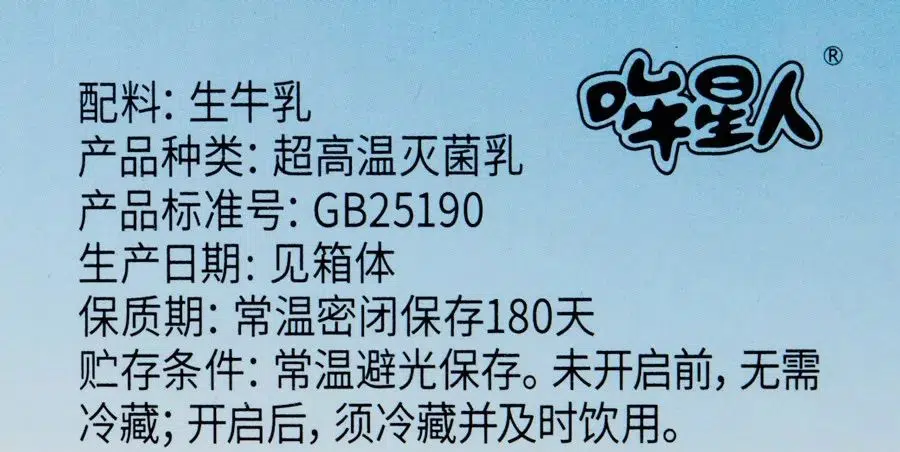 哞星人®
配料：生牛乳
产品种类：超高温灭菌乳
产品标准号：GB25190
生产日期：见箱体
保质期：常温密闭保存180天
贮存条件：常温避光保存。未开启前，无需
冷藏；开启后，须冷藏并及时饮用。